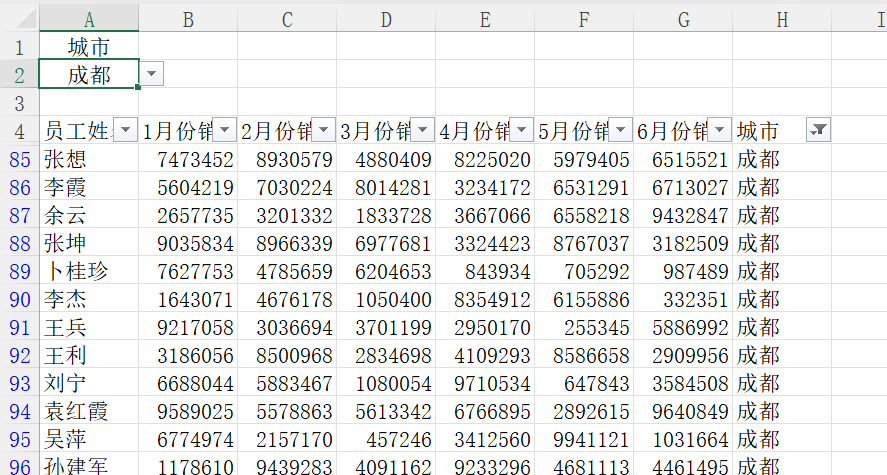 A B C D E F G H I
1 城市
2 成都
3
4 员工姓 1月份销 2月份销 3月份销 4月份销 5月份销 6月份销 城市
85 张想 7473452 8930579 4880409 8225020 5979405 6515521 成都
86 李霞 5604219 7030224 8014281 3234172 6531291 6713027 成都
87 余云 2657735 3201332 1833728 3667066 6558218 9432847 成都
88 张坤 9035834 8966339 6977681 3324423 8767037 3182509 成都
89 卜桂珍 7627753 4785659 6204653 843934 705292 987489 成都
90 李杰 1643071 4676178 1050400 8354912 6155886 332351 成都
91 王兵 9217058 3036694 3701199 2950170 255345 5886992 成都
92 王利 3186056 8500968 2834698 4109293 8586658 2909956 成都
93 刘宁 6688044 5883467 1080054 9710534 647843 3584508 成都
94 袁红霞 9589025 5578863 5613342 6766895 2892615 9640849 成都
95 吴萍 6774974 2157170 457246 3412560 9941121 1031664 成都
96 孙建军 1178610 9439283 4091162 9233296 4681113 4461495 成都